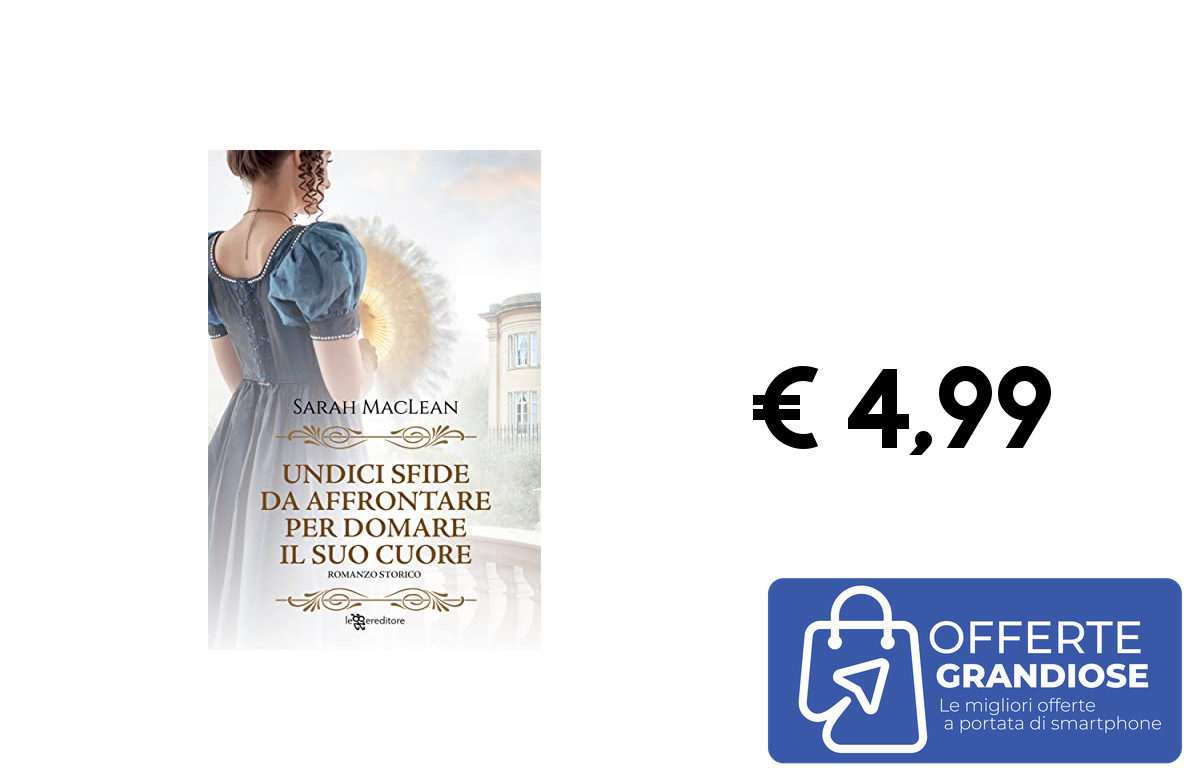 SARAH MACLEAN
UNDICI SFIDE
DA AFFRONTARE
PER DOMARE
IL SUO CUORE
ROMANZO STORICO
leggereditore
€ 4,99
OFFERTE
GRANDIOSE
Le migliori offerte
a portata di smartphone